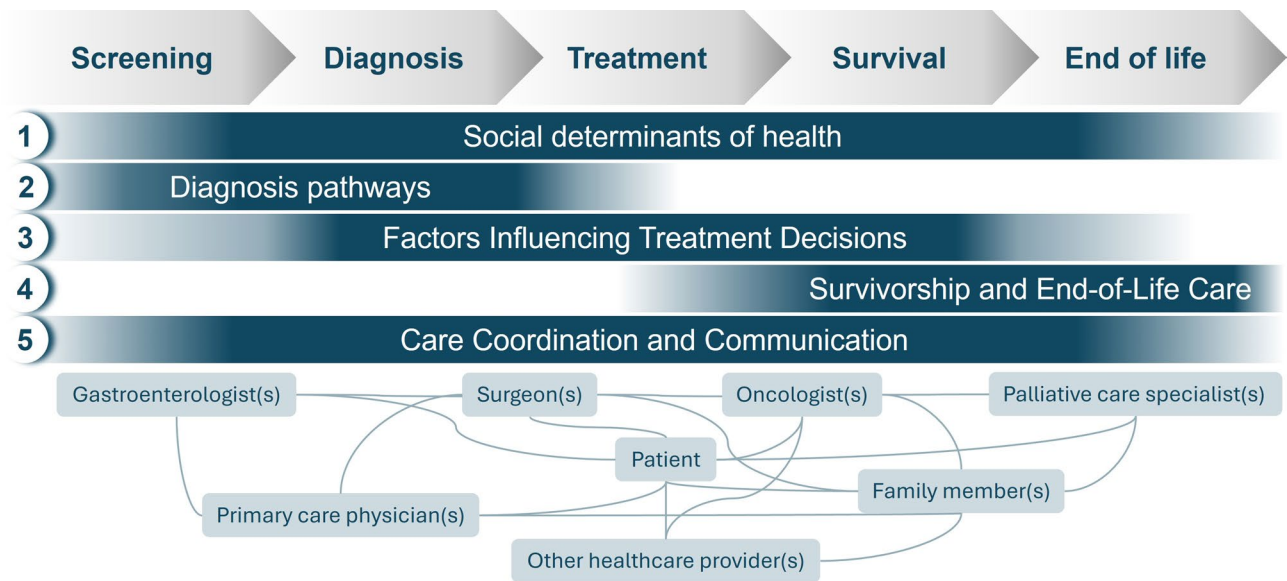 Screening
Diagnosis
Treatment
Survival
End of life
1
Social determinants of health
2
Diagnosis pathways
3
Factors Influencing Treatment Decisions
4
Survivorship and End-of-Life Care
5
Care Coordination and Communication
Gastroenterologist(s)
Surgeon(s)
Oncologist(s)
Palliative care specialist(s)
Patient
Family member(s)
Primary care physician(s)
Other healthcare provider(s)